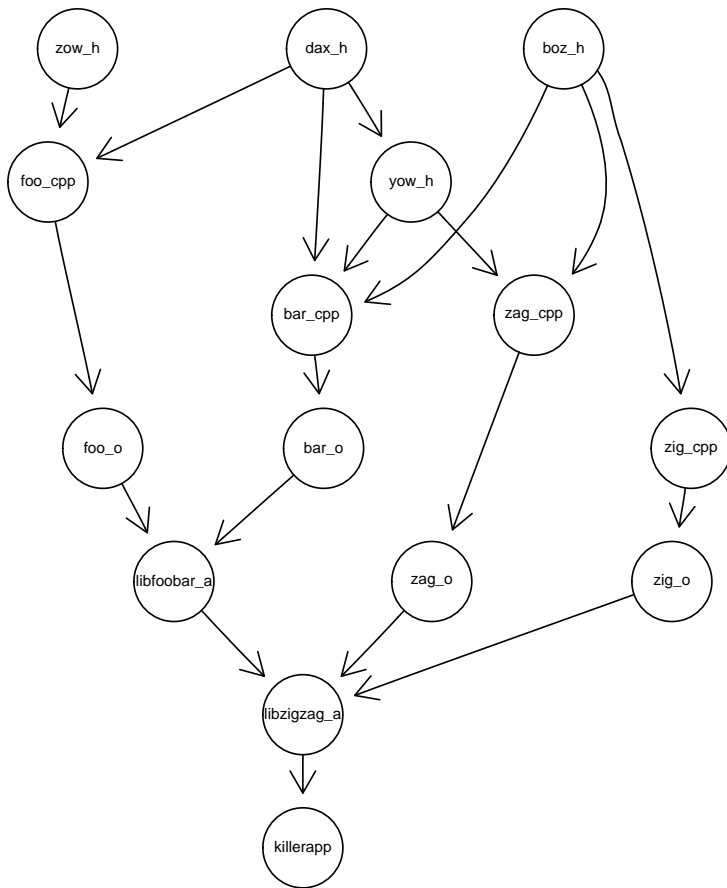 zow_h
dax_h
boz_h
foo_cpp
yow_h
bar_cpp
zag_cpp
foo_o
bar_o
zig_cpp
libfoobar_a
zag_o
zig_o
libzigzag_a
killerapp